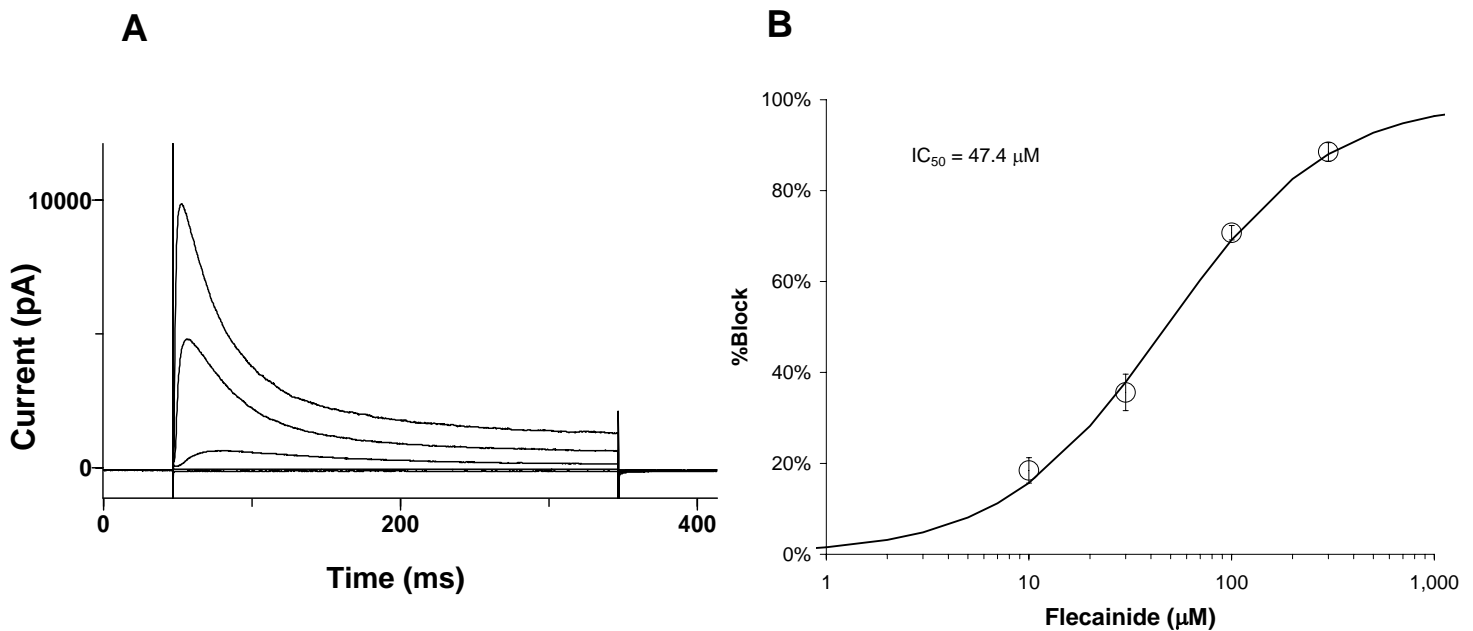 A
10000
0
Current (pA)
0
200
400
Time (ms)
B
100%
80%
60%
40%
20%
0%
%Block
IC50 = 47.4 μM
1
10
100
1,000
Flecainide (μM)